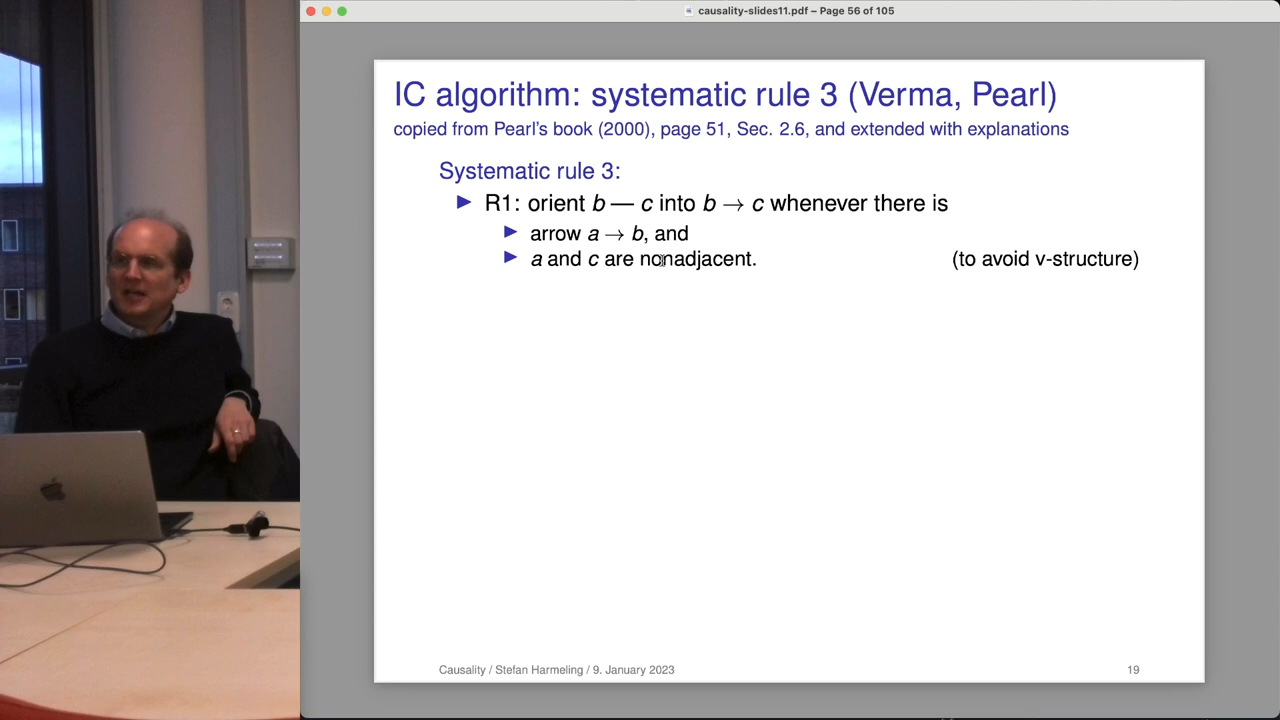 causality-slides11.pdf – Page 56 of 105
IC algorithm: systematic rule 3 (Verma, Pearl)
copied from Pearl's book (2000), page 51, Sec. 2.6, and extended with explanations
Systematic rule 3:
R1: orient b — c into b → c whenever there is
arrow a → b, and
a and c are nonadjacent. (to avoid v-structure)
Causality / Stefan Harmeling / 9. January 2023 19